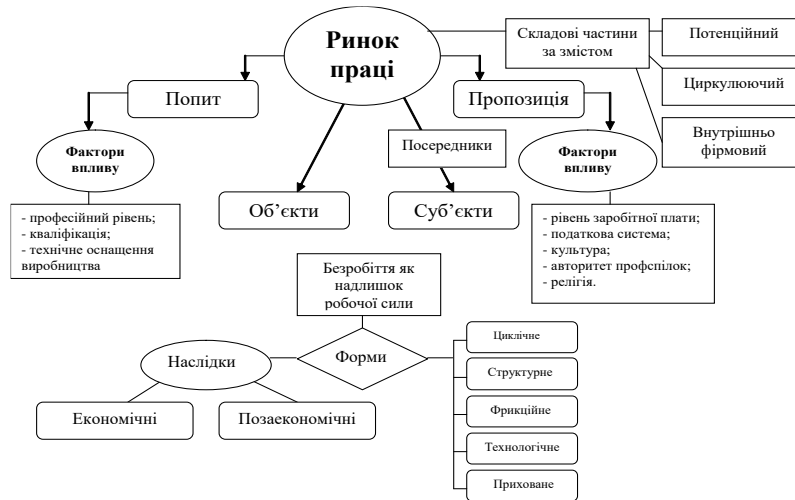 Ринок
праці
Складові частини
за змістом
Потенційний
Циркулюючий
Внутрішньо
фірмовий
Попит
Пропозиція
Фактори
впливу
Посередники
Фактори
впливу
Об’єкти
Суб’єкти
- професійний рівень;
- кваліфікація;
- технічне оснащення
виробництва
- рівень заробітної плати;
- податкова система;
- культура;
- авторитет профспілок;
- релігія.
Безробіття як
надлишок
робочої сили
Наслідки
Форми
Циклічне
Структурне
Фрикційне
Технологічне
Приховане
Економічні
Позаекономічні